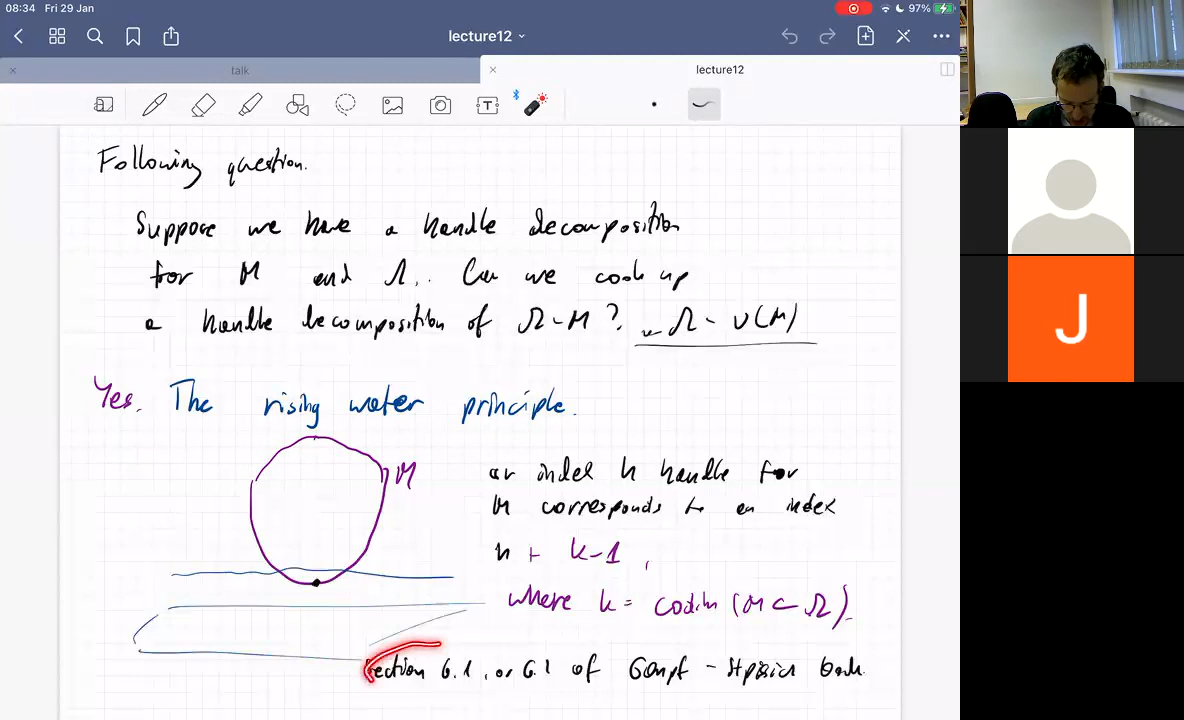 08:34 Fri 29 Jan
97%
lecture12
talk
lecture12
Following question.
Suppose we have a handle decomposition
for M and Ω. Can we cook up
a handle decomposition of Ω-M? Ω - ν(M)
Yes. The rising water principle.
M
an index h handle for
M corresponds to an index
h + k-1,
where k = codim (M ⊂ Ω).
Section 6.1, or 6.2 of Gompf - Stipsicz book.
J